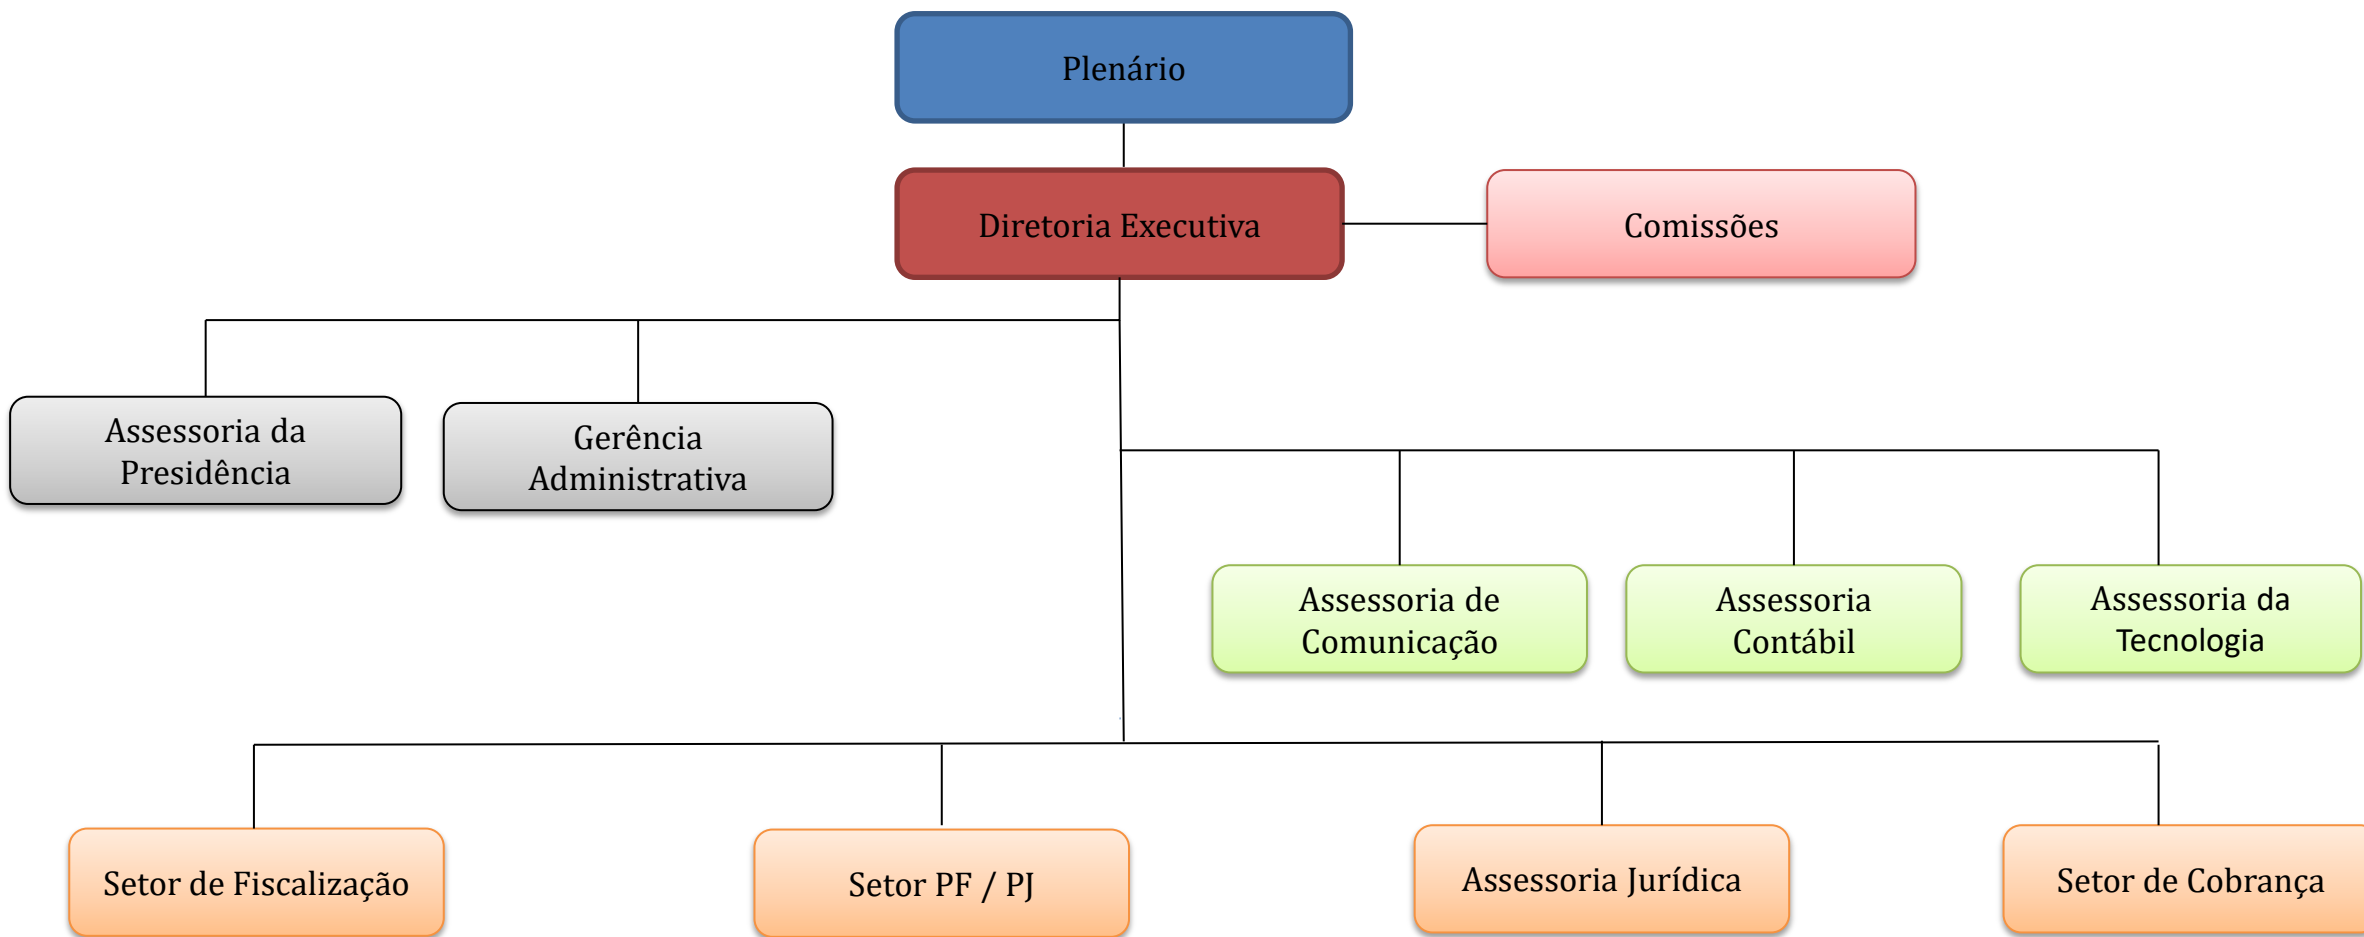 Plenário
Diretoria Executiva
Comissões
Assessoria da
Presidência
Gerência
Administrativa
Assessoria de
Comunicação
Assessoria
Contábil
Assessoria da
Tecnologia
Setor de Fiscalização
Setor PF / PJ
Assessoria Jurídica
Setor de Cobrança